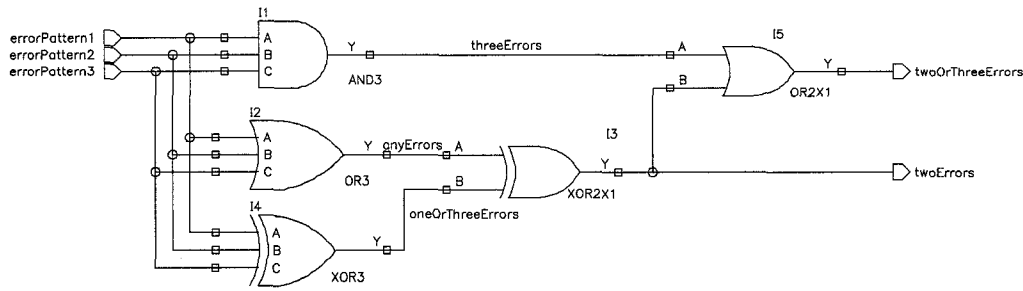 I1
errorPattern1
errorPattern2
errorPattern3
A
B
C
Y
AND3
threeErrors
A
B
I5
Y
OR2X1
twoOrThreeErrors
I2
A
B
C
Y
OR3
anyErrors
A
B
I3
Y
XOR2X1
twoErrors
oneOrThreeErrors
I4
A
B
C
Y
XOR3